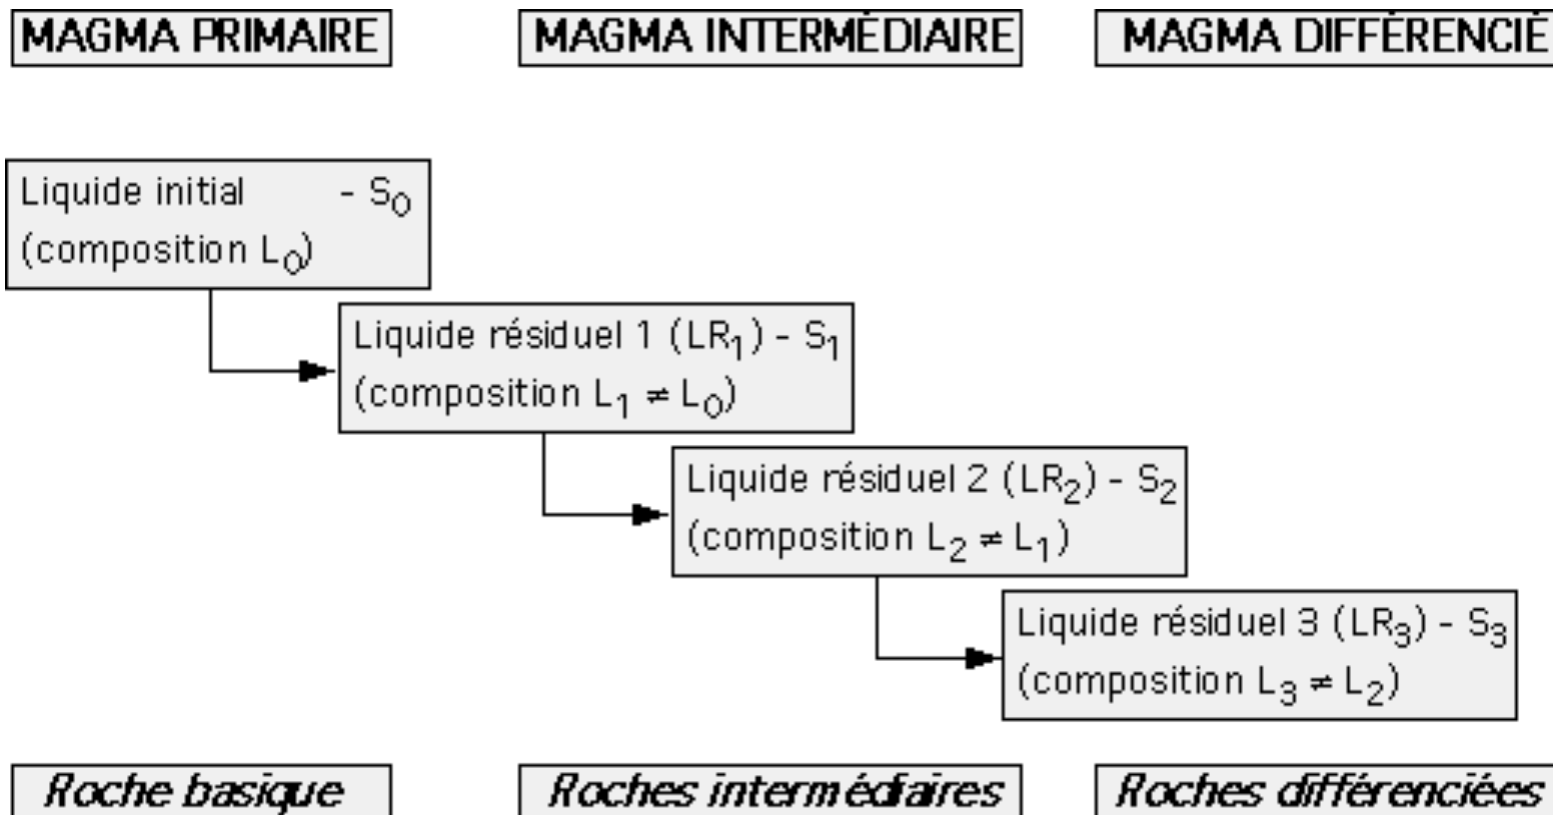 MAGMA PRIMAIRE
MAGMA INTERMÉDIAIRE
MAGMA DIFFÉRENCIÉ
Liquide initial - S₀
(composition L₀)
Liquide résiduel 1 (LR₁) - S₁
(composition L₁ ≠ L₀)
Liquide résiduel 2 (LR₂) - S₂
(composition L₂ ≠ L₁)
Liquide résiduel 3 (LR₃) - S₃
(composition L₃ ≠ L₂)
Roche basique
Roches intermédiaires
Roches différenciées